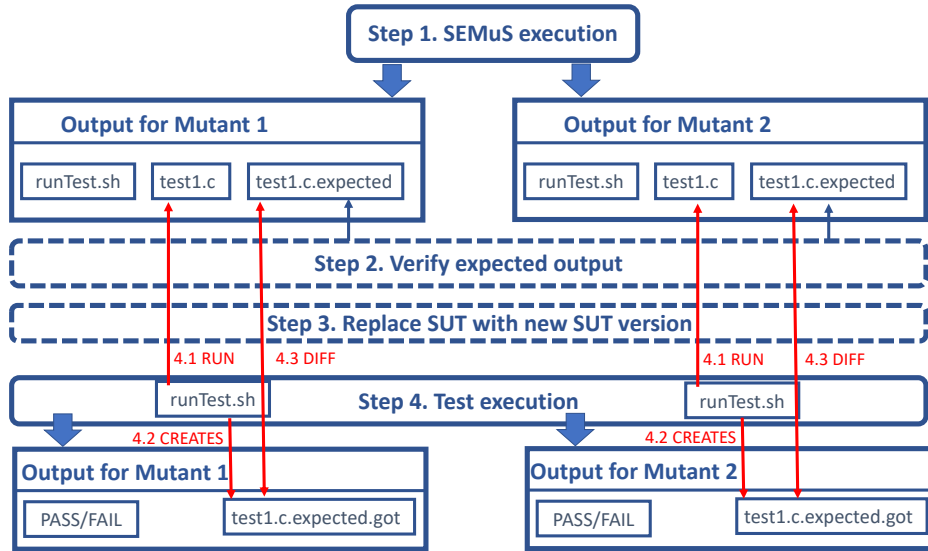 Step 1. SEMuS execution
Output for Mutant 1
Output for Mutant 2
runTest.sh
test1.c
test1.c.expected
runTest.sh
test1.c
test1.c.expected
Step 2. Verify expected output
Step 3. Replace SUT with new SUT version
4.1 RUN
4.3 DIFF
4.1 RUN
4.3 DIFF
runTest.sh
Step 4. Test execution
runTest.sh
4.2 CREATES
4.2 CREATES
Output for Mutant 1
Output for Mutant 2
PASS/FAIL
test1.c.expected.got
PASS/FAIL
test1.c.expected.got